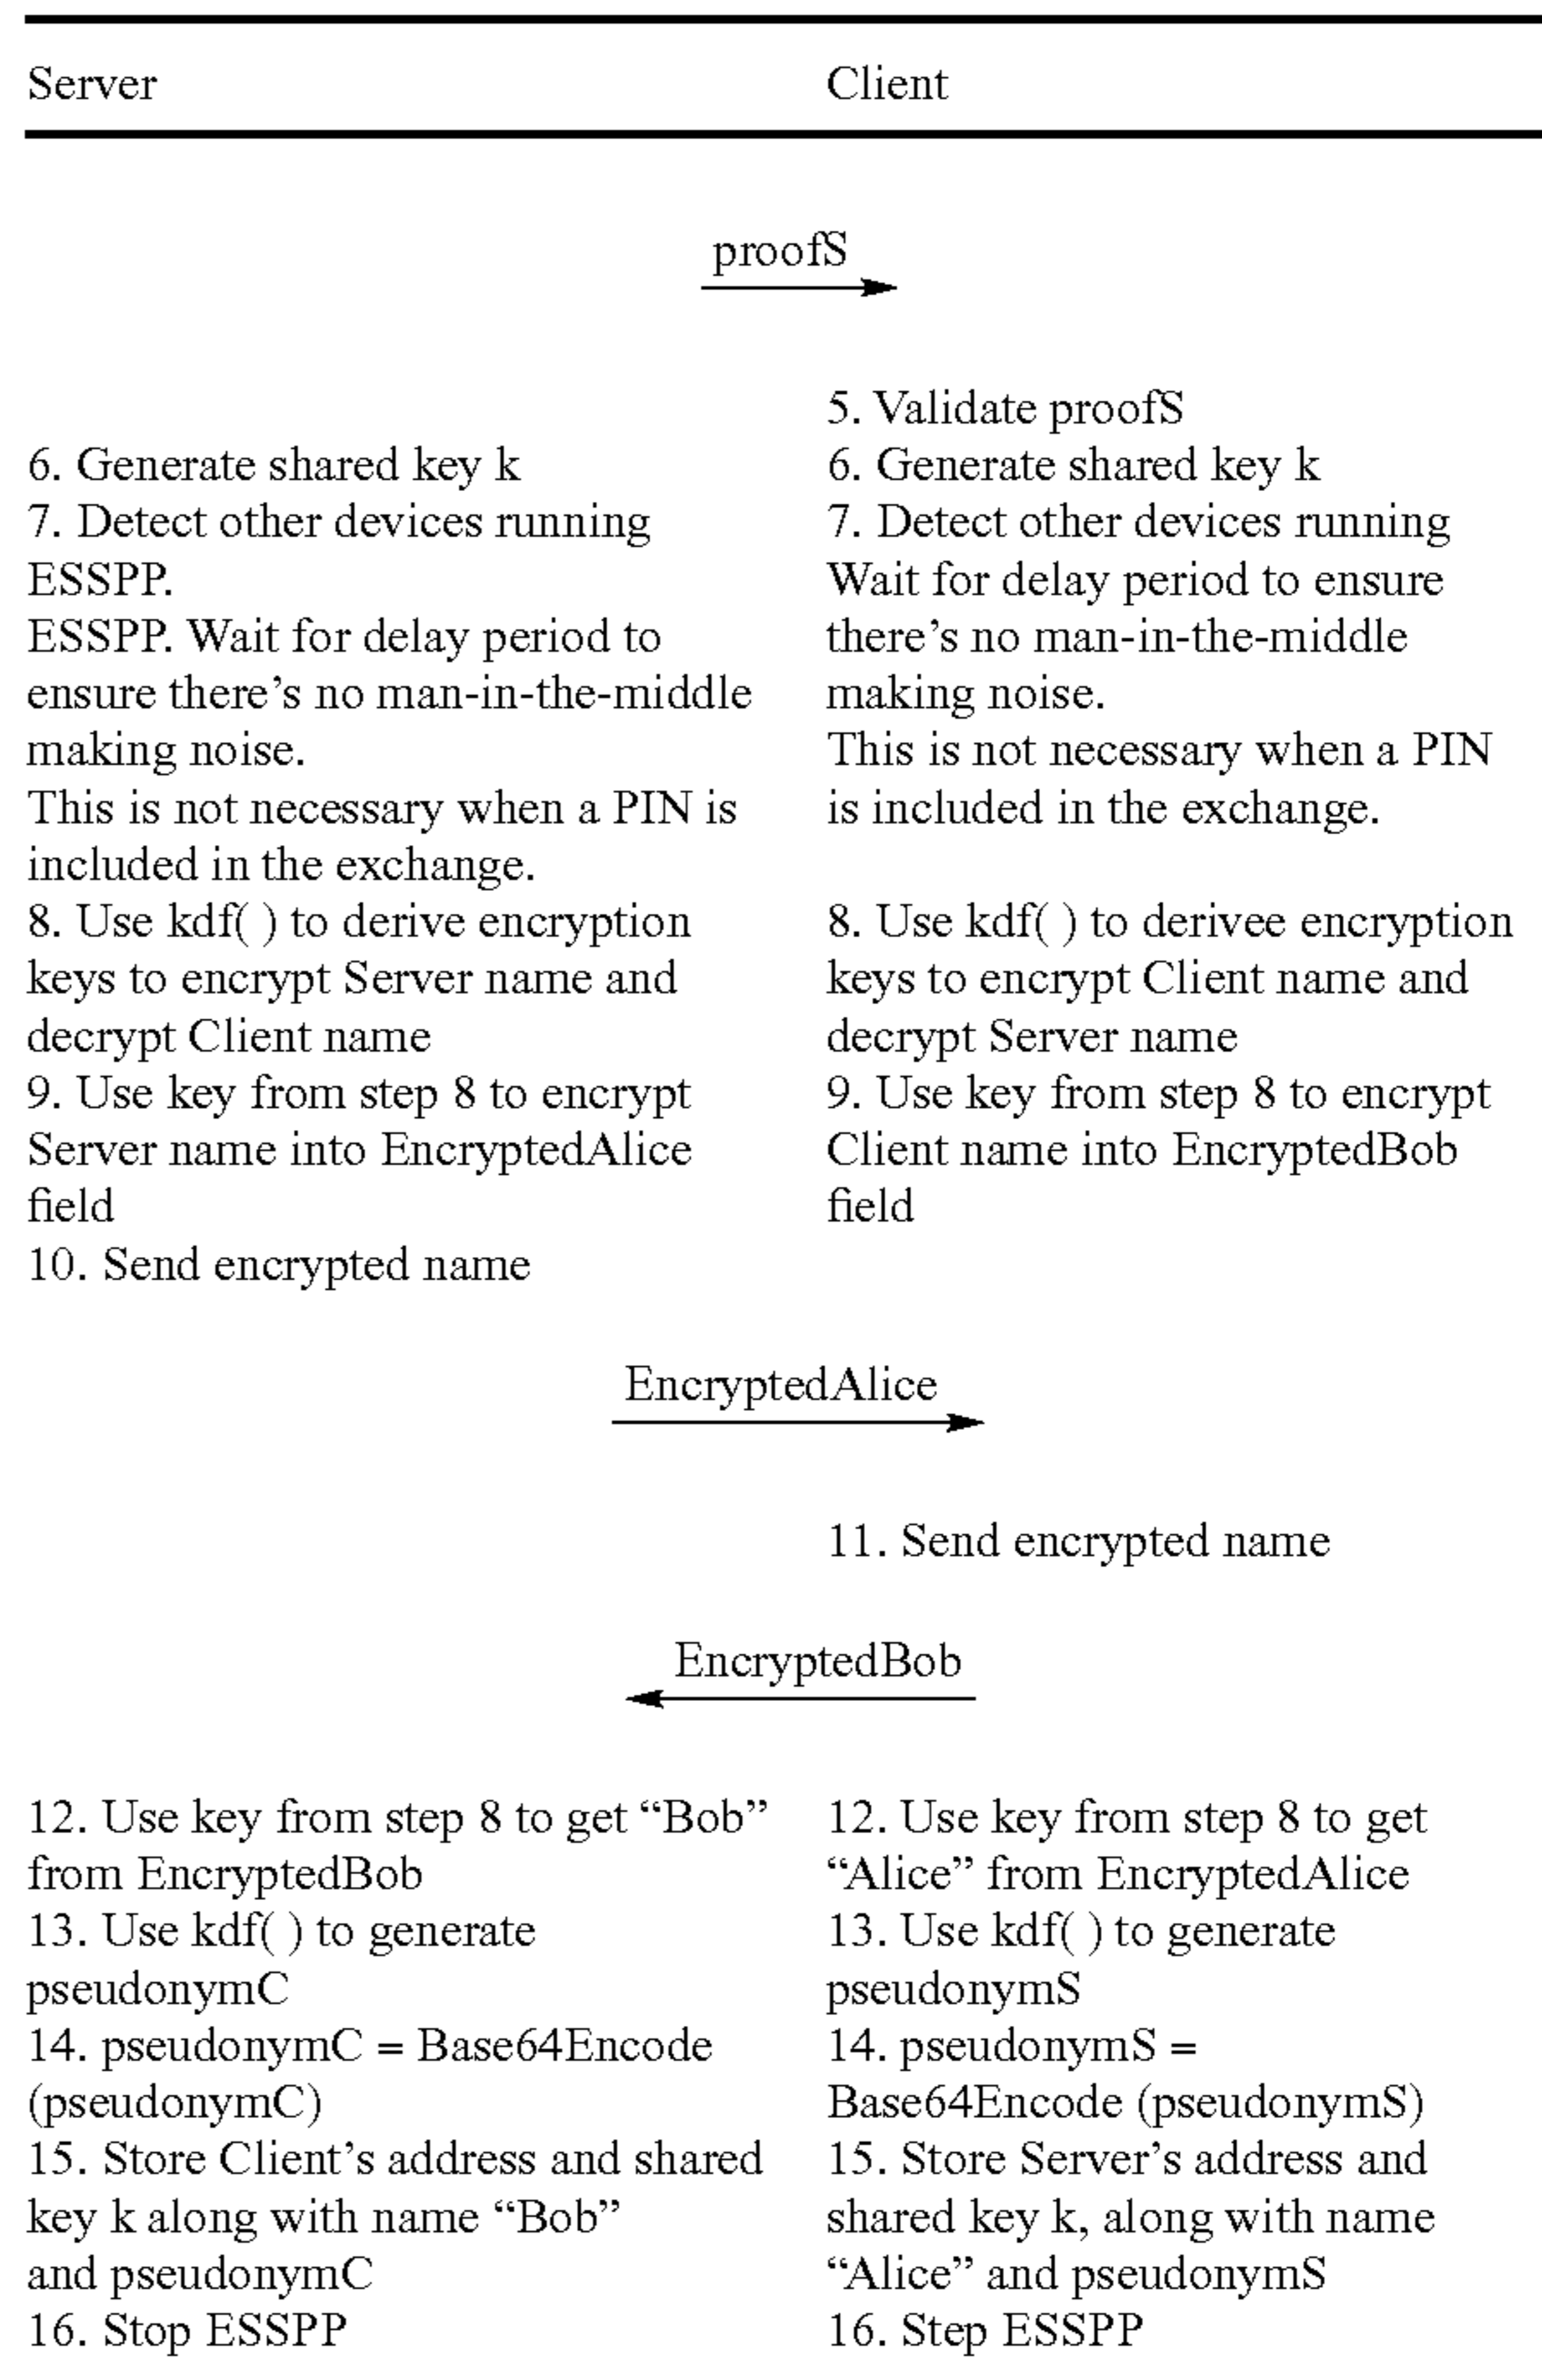 Server
Client
proofS
5. Validate proofS
6. Generate shared key k
6. Generate shared key k
7. Detect other devices running
ESSPP.
ESSPP. Wait for delay period to
ensure there’s no man-in-the-middle
making noise.
This is not necessary when a PIN is
included in the exchange.
7. Detect other devices running
Wait for delay period to ensure
there’s no man-in-the-middle
making noise.
This is not necessary when a PIN
is included in the exchange.
8. Use kdf( ) to derive encryption
keys to encrypt Server name and
decrypt Client name
8. Use kdf( ) to derivee encryption
keys to encrypt Client name and
decrypt Server name
9. Use key from step 8 to encrypt
Server name into EncryptedAlice
field
9. Use key from step 8 to encrypt
Client name into EncryptedBob
field
10. Send encrypted name
EncryptedAlice
11. Send encrypted name
EncryptedBob
12. Use key from step 8 to get “Bob”
from EncryptedBob
12. Use key from step 8 to get
“Alice” from EncryptedAlice
13. Use kdf( ) to generate
pseudonymC
13. Use kdf( ) to generate
pseudonymS
14. pseudonymC = Base64Encode
(pseudonymC)
14. pseudonymS =
Base64Encode (pseudonymS)
15. Store Client’s address and shared
key k along with name “Bob”
and pseudonymC
15. Store Server’s address and
shared key k, along with name
“Alice” and pseudonymS
16. Stop ESSPP
16. Step ESSPP